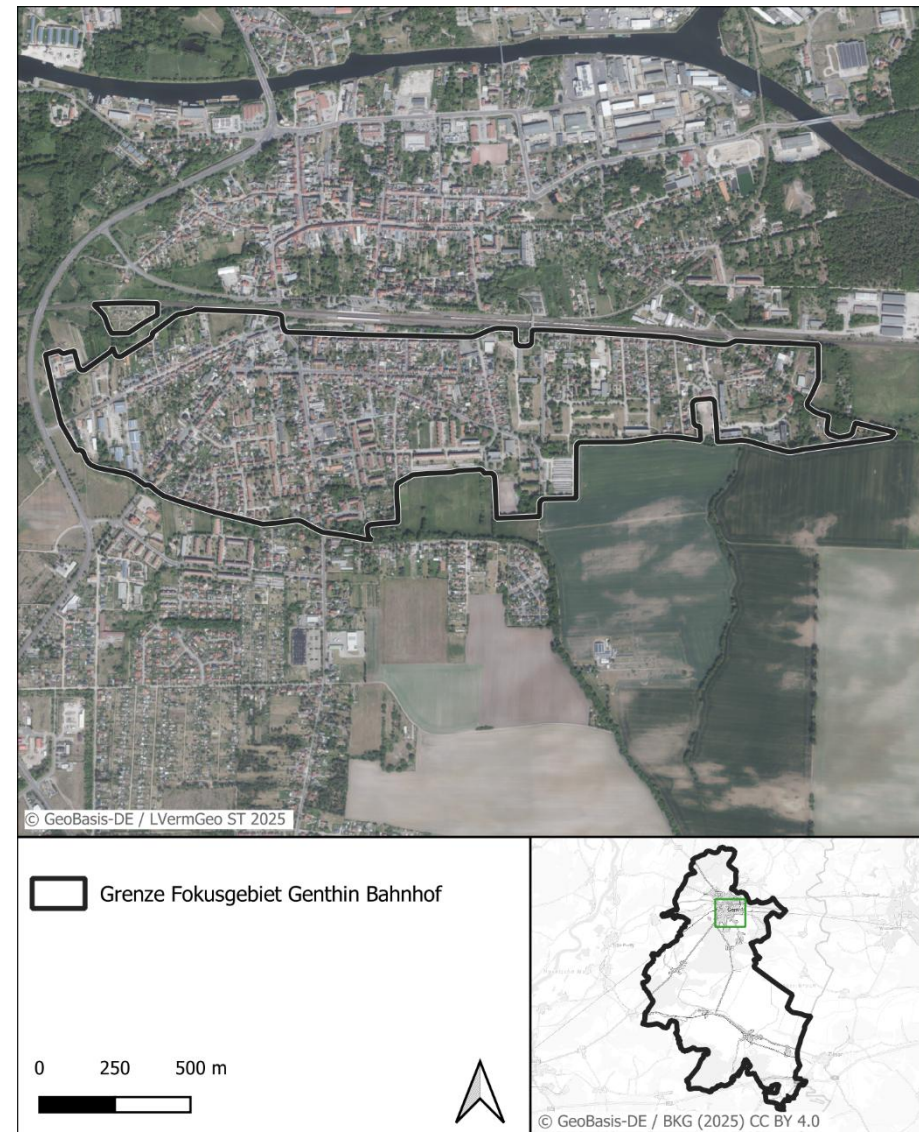 © GeoBasis-DE / LVermGeo ST 2025
Grenze Fokusgebiet Genthin Bahnhof
0 250 500 m
© GeoBasis-DE / BKG (2025) CC BY 4.0